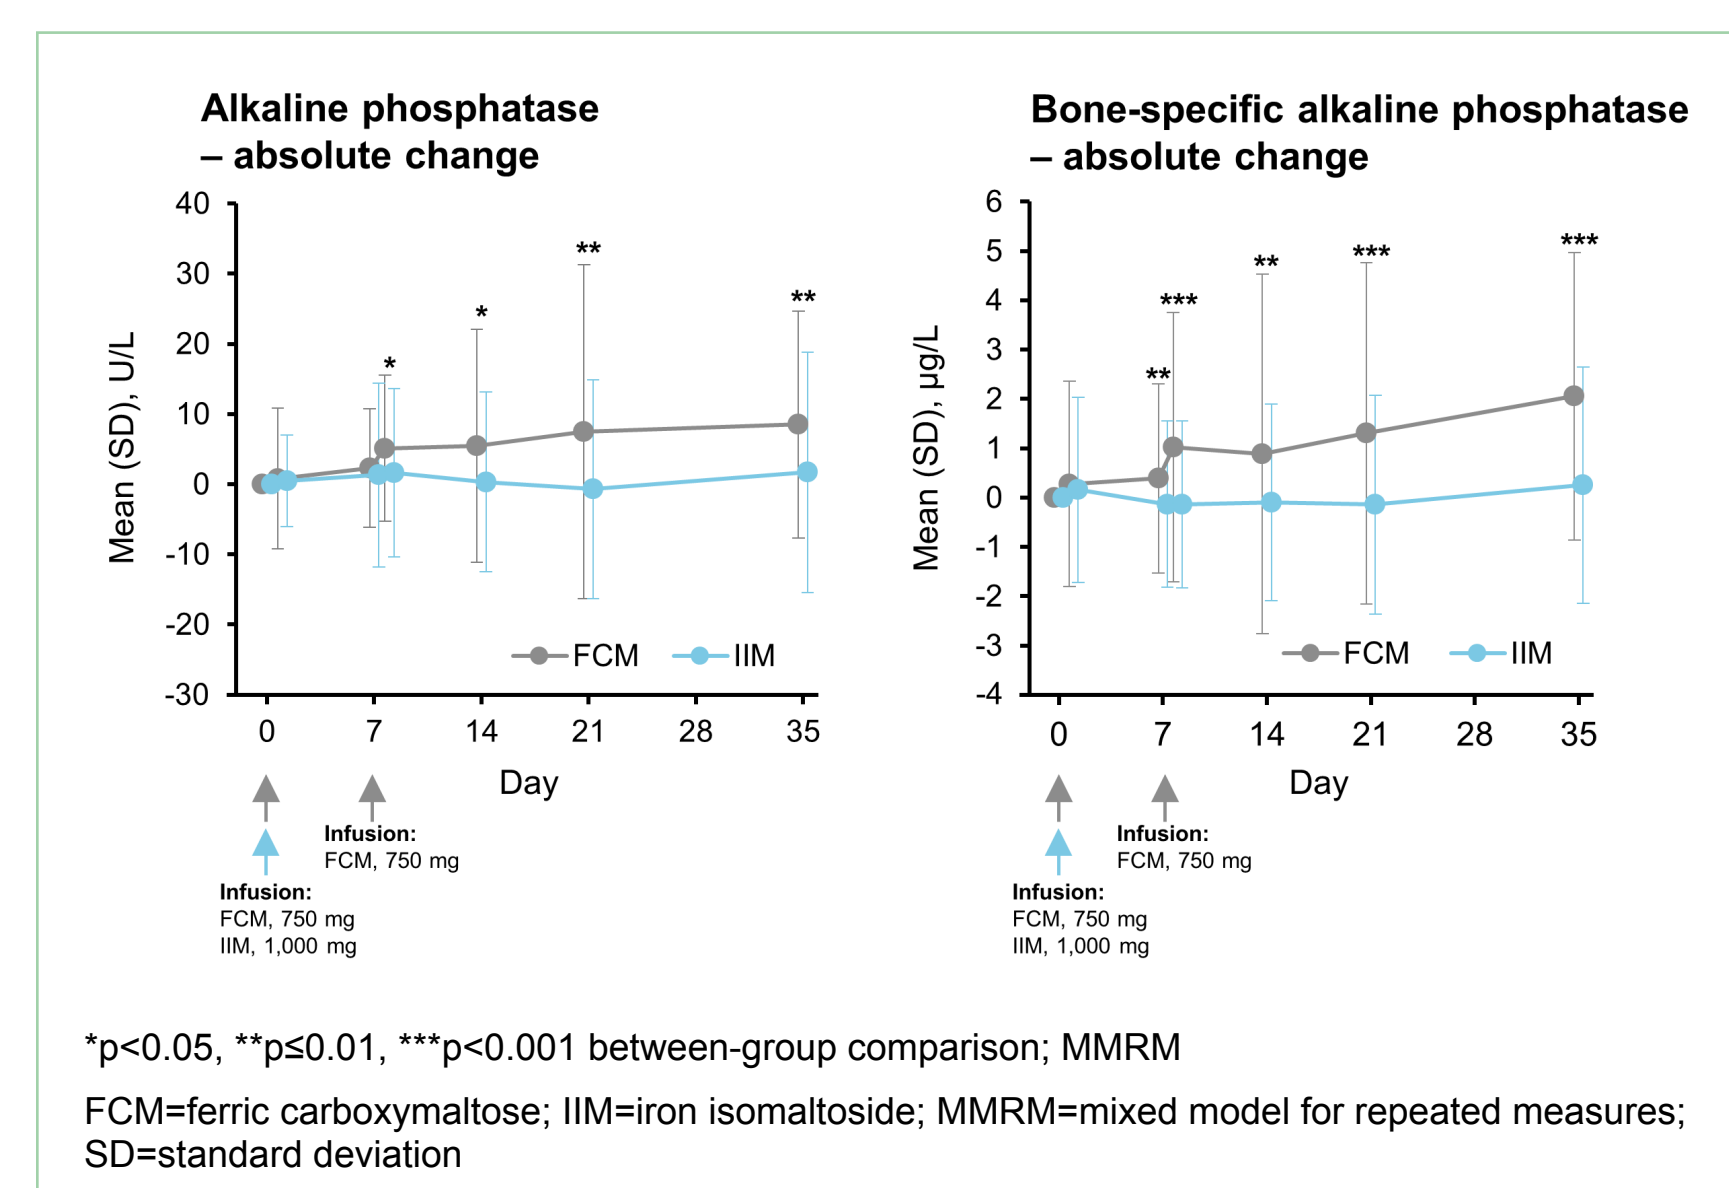 Alkaline phosphatase
– absolute change
40
30
20
10
0
-10
-20
-30
Mean (SD), U/L
*
*
**
**
FCM
IIM
0 7 14 21 28 35
Day
Infusion:
FCM, 750 mg
Infusion:
FCM, 750 mg
IIM, 1,000 mg
Bone-specific alkaline phosphatase
– absolute change
6
5
4
3
2
1
0
-1
-2
-3
-4
Mean (SD), µg/L
**
***
**
***
***
FCM
IIM
0 7 14 21 28 35
Day
Infusion:
FCM, 750 mg
Infusion:
FCM, 750 mg
IIM, 1,000 mg
*p<0.05, **p≤0.01, ***p<0.001 between-group comparison; MMRM
FCM=ferric carboxymaltose; IIM=iron isomaltoside; MMRM=mixed model for repeated measures;
SD=standard deviation